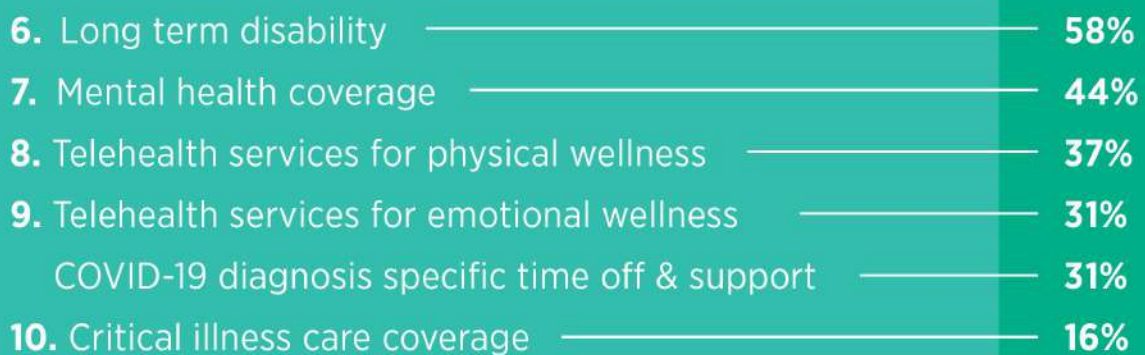 6. Long term disability 58%
7. Mental health coverage 44%
8. Telehealth services for physical wellness 37%
9. Telehealth services for emotional wellness 31%
COVID-19 diagnosis specific time off & support 31%
10. Critical illness care coverage 16%